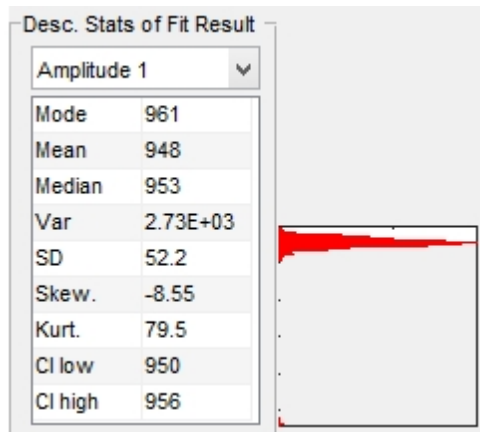 Desc. Stats of Fit Result
Amplitude 1
Mode 961
Mean 948
Median 953
Var 2.73E+03
SD 52.2
Skew. -8.55
Kurt. 79.5
CI low 950
CI high 956